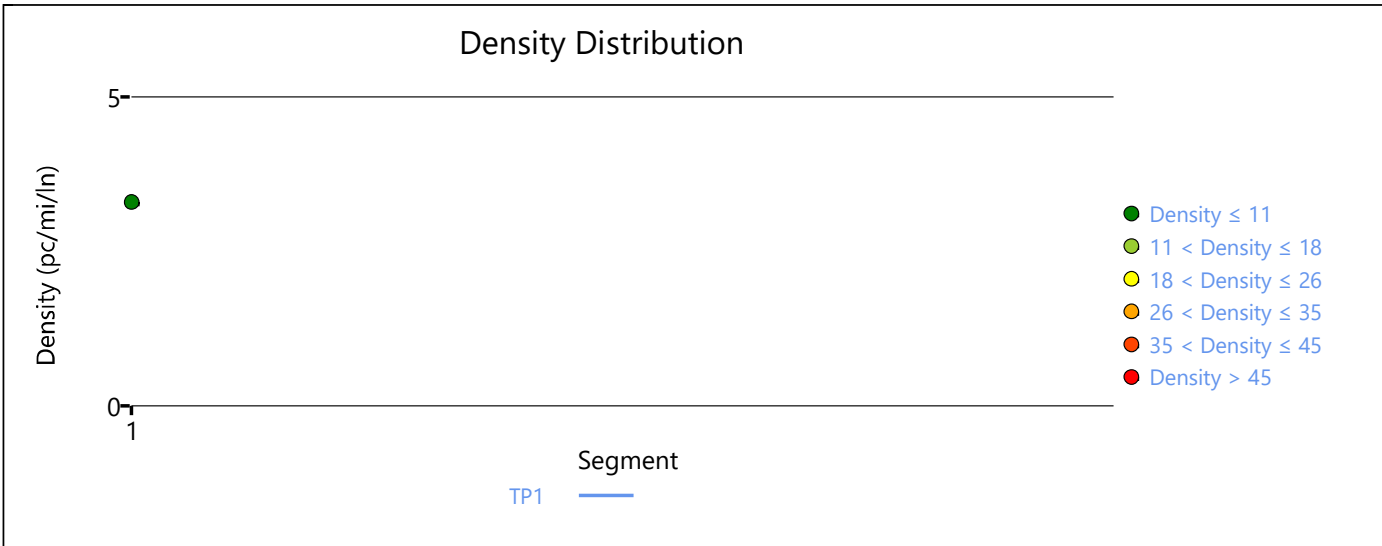 Density Distribution
5
Density (pc/mi/ln)
0
1
Segment
TP1
Density ≤ 11
11 < Density ≤ 18
18 < Density ≤ 26
26 < Density ≤ 35
35 < Density ≤ 45
Density > 45